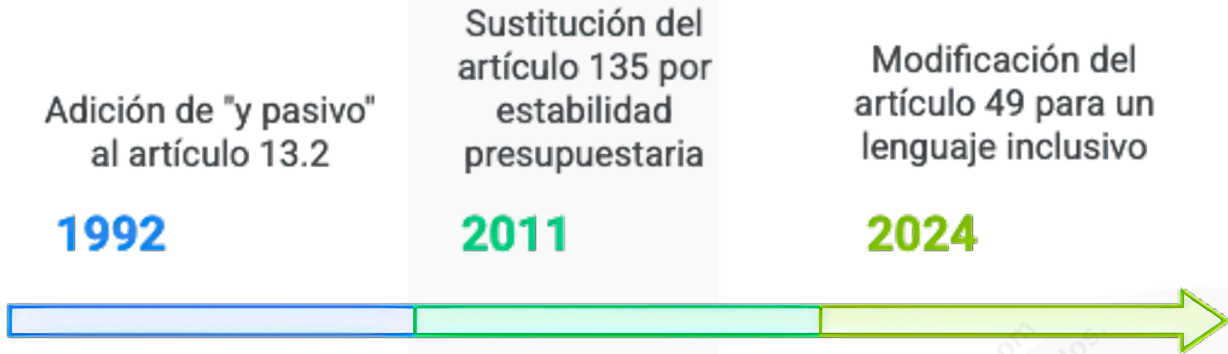 Adición de "y pasivo"
al artículo 13.2
1992
Sustitución del
artículo 135 por
estabilidad
presupuestaria
2011
Modificación del
artículo 49 para un
lenguaje inclusivo
2024